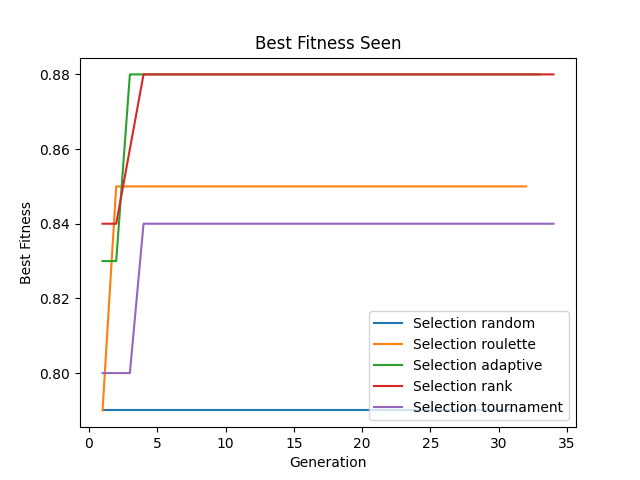 Best Fitness Seen
Best Fitness
0.88
0.86
0.84
0.82
0.80
Selection random
Selection roulette
Selection adaptive
Selection rank
Selection tournament
0
5
10
15
20
25
30
35
Generation